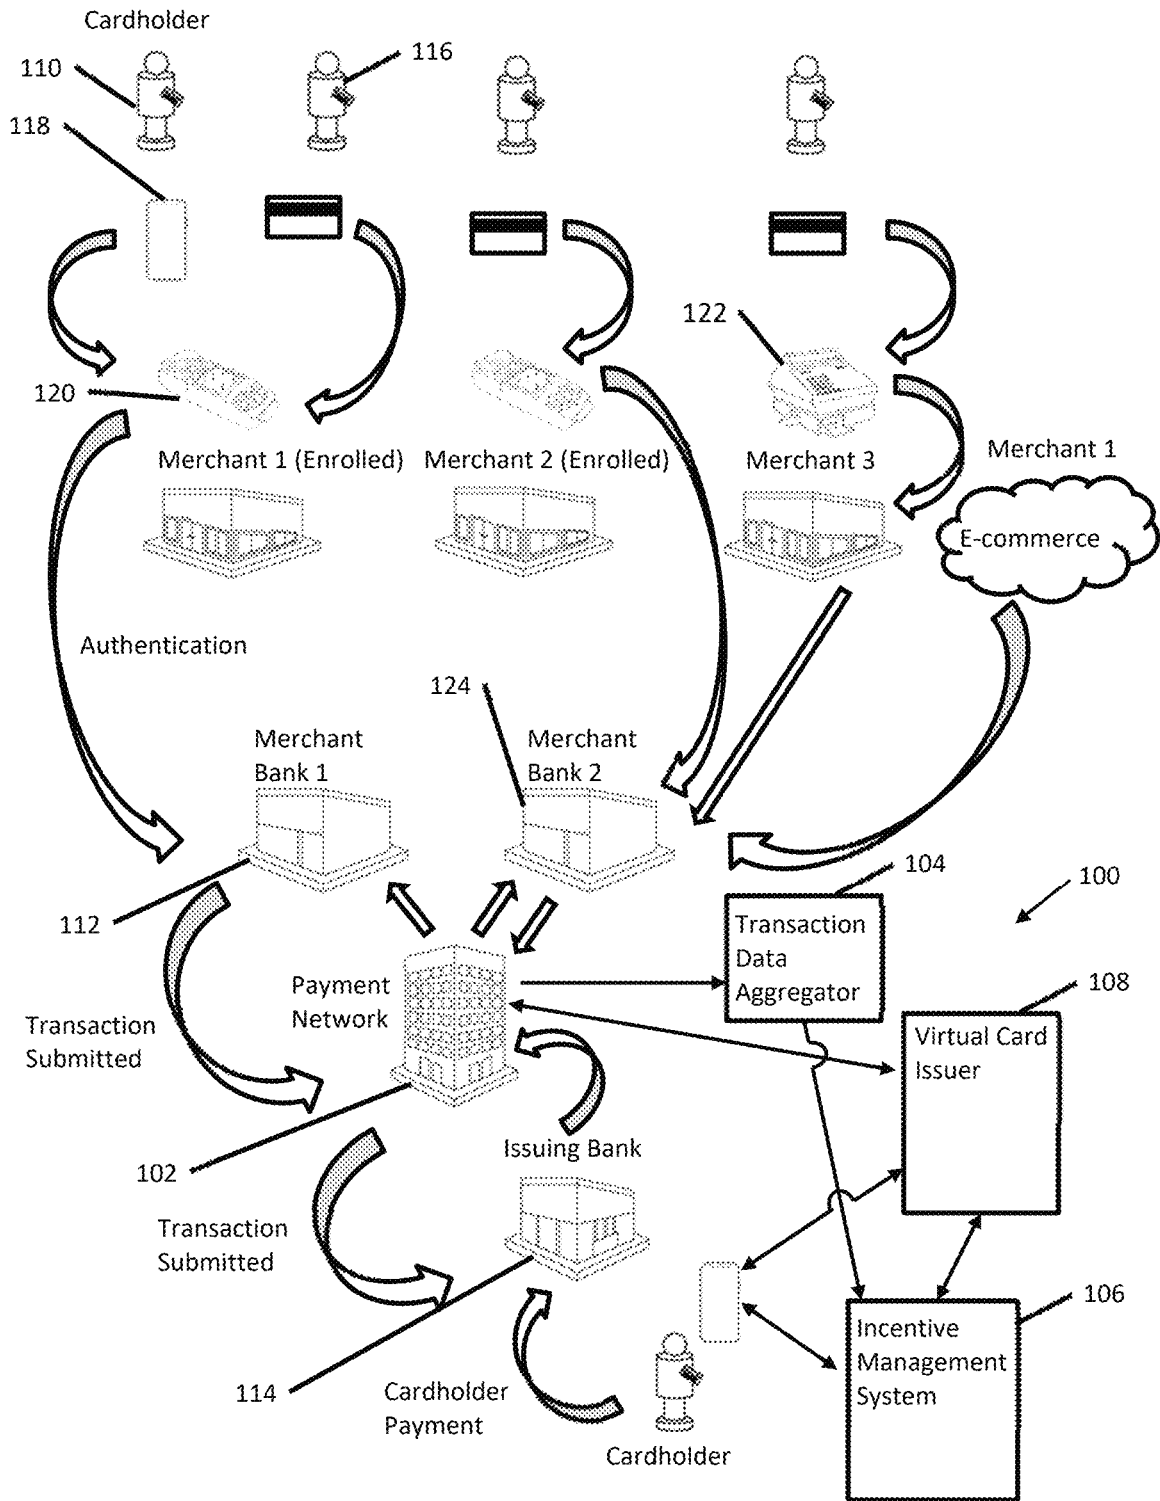 Cardholder
110
116
118
122
120
Merchant 1 (Enrolled)
Merchant 2 (Enrolled)
Merchant 3
Merchant 1
E-commerce
Authentication
124
Merchant
Bank 1
Merchant
Bank 2
104
100
112
Transaction
Data
Aggregator
Payment
Network
108
Virtual Card
Issuer
Transaction
Submitted
Issuing Bank
102
Transaction
Submitted
106
Incentive
Management
System
114
Cardholder
Payment
Cardholder